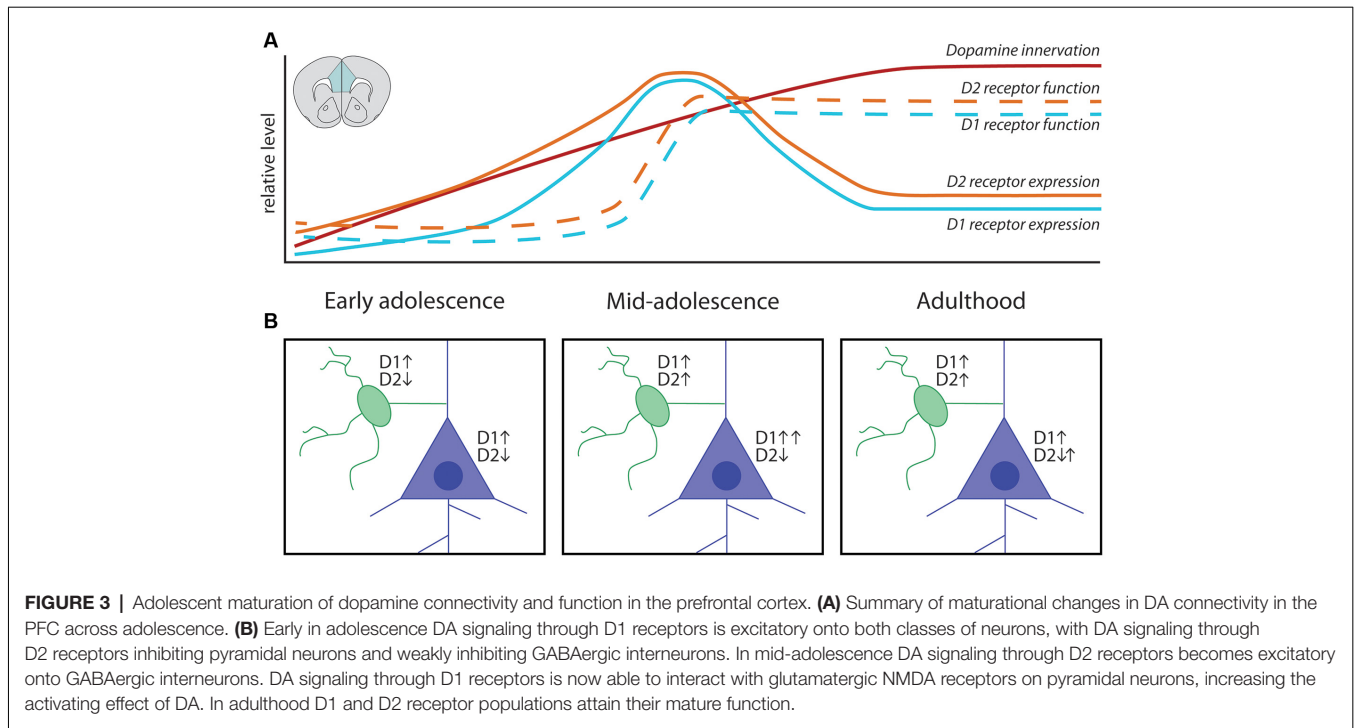 A
relative level
Dopamine innervation
D2 receptor function
D1 receptor function
D2 receptor expression
D1 receptor expression
Early adolescence
Mid-adolescence
Adulthood
B
D1↑
D2↓
D1↑
D2↓
D1↑
D2↑
D1↑↑
D2↓
D1↑
D2↑
D1↑
D2↓↑
FIGURE 3 | Adolescent maturation of dopamine connectivity and function in the prefrontal cortex. (A) Summary of maturational changes in DA connectivity in the
PFC across adolescence. (B) Early in adolescence DA signaling through D1 receptors is excitatory onto both classes of neurons, with DA signaling through
D2 receptors inhibiting pyramidal neurons and weakly inhibiting GABAergic interneurons. In mid-adolescence DA signaling through D2 receptors becomes excitatory
onto GABAergic interneurons. DA signaling through D1 receptors is now able to interact with glutamatergic NMDA receptors on pyramidal neurons, increasing the
activating effect of DA. In adulthood D1 and D2 receptor populations attain their mature function.